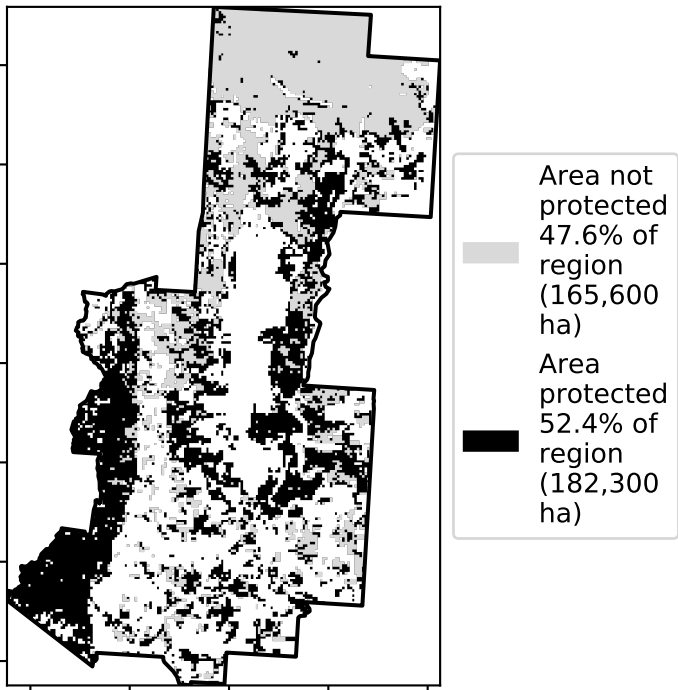 Area not
protected
47.6% of
region
(165,600
ha)
Area
protected
52.4% of
region
(182,300
ha)